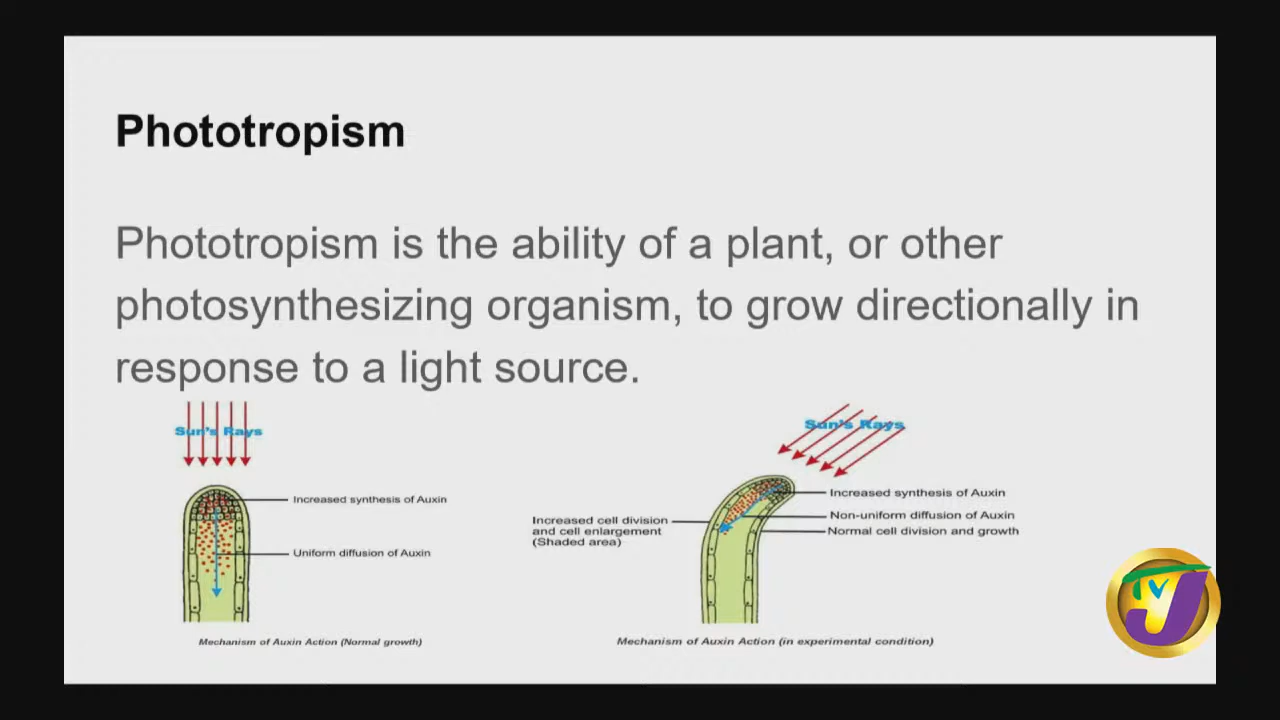 Phototropism
Phototropism is the ability of a plant, or other
photosynthesizing organism, to grow directionally in
response to a light source.
Sun's Rays
Increased synthesis of Auxin
Uniform diffusion of Auxin
Mechanism of Auxin Action (Normal growth)
Sun's Rays
Increased synthesis of Auxin
Non-uniform diffusion of Auxin
Normal cell division and growth
Increased cell division
and cell enlargement
(Shaded area)
Mechanism of Auxin Action (in experimental condition)
TVJ